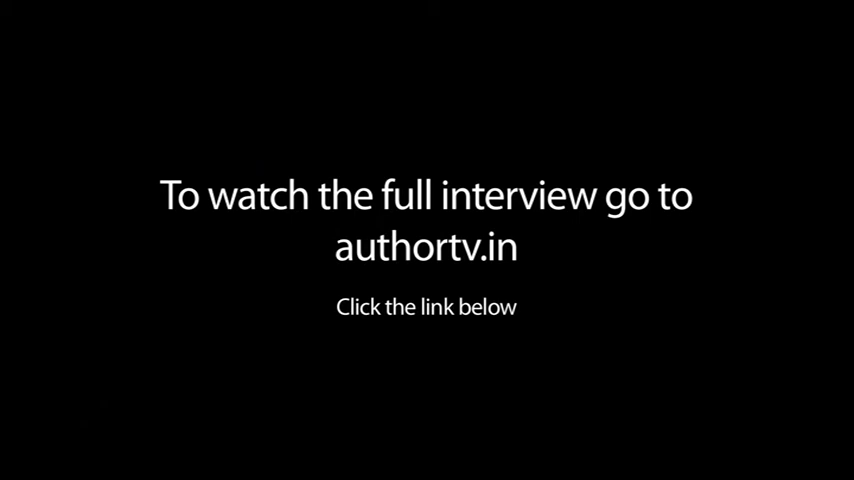 To watch the full interview go to
authortv.in
Click the link below